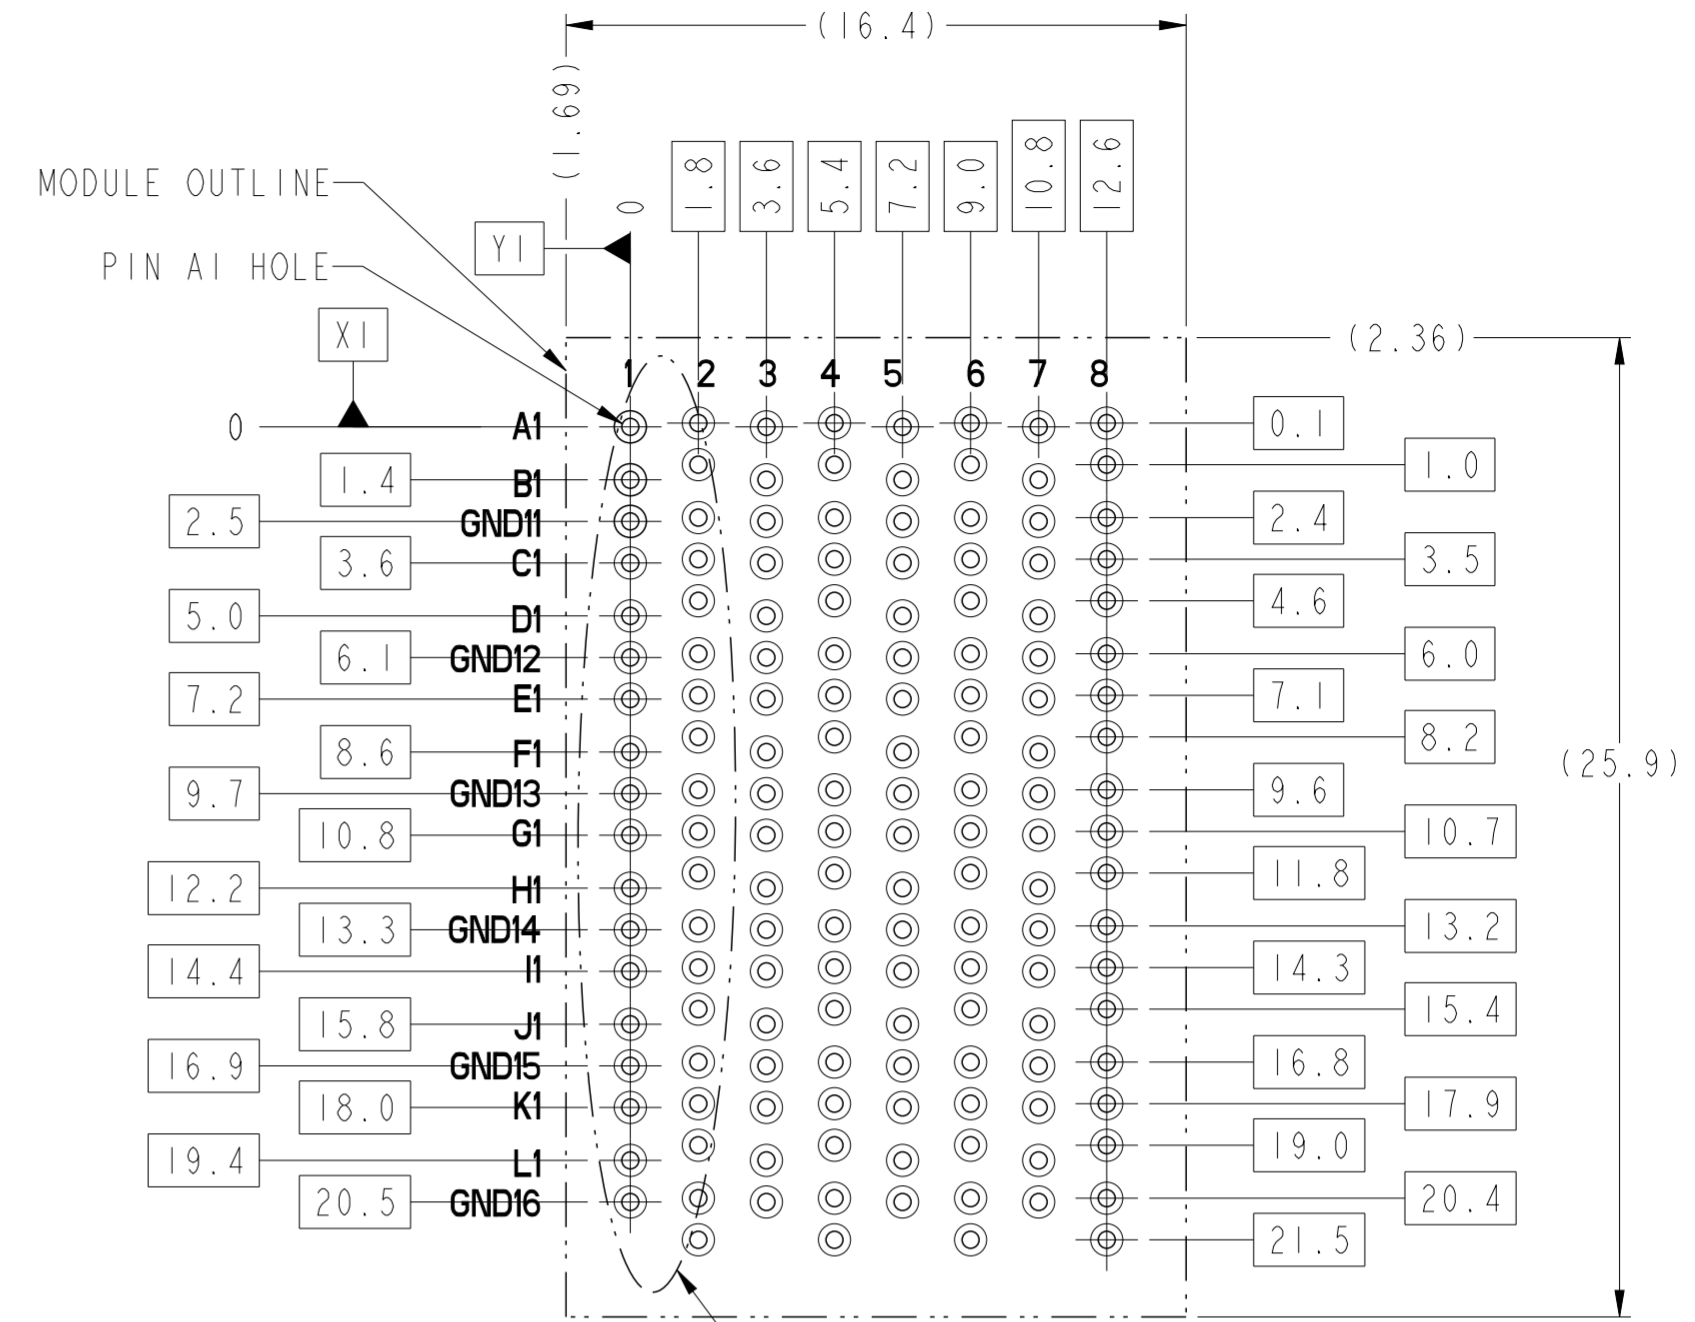 (16.4)
(1.69)
MODULE OUTLINE
0
1.8
3.6
5.4
7.2
9.0
10.8
12.6
Y1
PIN A1 HOLE
X1
(2.36)
1 2 3 4 5 6 7 8
0 A1 0.1
1.4 B1 1.0
2.5 GND11 2.4
3.6 C1 3.5
5.0 D1 4.6
6.1 GND12 6.0
7.2 E1 7.1
8.6 F1 8.2
(25.9)
9.7 GND13 9.6
10.8 G1 10.7
12.2 H1 11.8
13.3 GND14 13.2
14.4 I1 14.3
15.8 J1 15.4
16.9 GND15 16.8
18.0 K1 17.9
19.4 L1 19.0
20.5 GND16 20.4
21.5